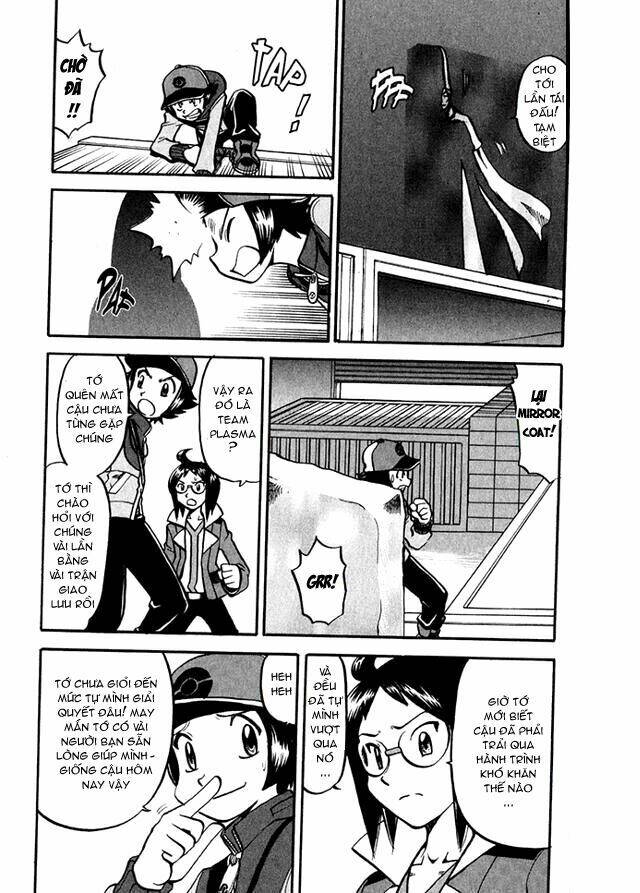 CHO
TỚI
LẦN TÁI
ĐẤU!
TẠM
BIỆT
FP
TAP
!
CHỜ
ĐÃ
!!
PAF
LẠI
MIRROR
COAT!
GRR!
VẬY RA
ĐÓ LÀ
TEAM
PLASMA
?
TỚ
QUÊN MẤT
CẬU CHƯA
TỪNG GẶP
CHÚNG
TỚ THÌ
CHÀO
HỎI VỚI
CHÚNG
VÀI LẦN
BẰNG
VÀI TRẬN
GIAO
LƯU RỒI
GIỜ TỚ
MỚI BIẾT
CẬU ĐÃ PHẢI
TRẢI QUA
HÀNH TRÌNH
KHÓ KHĂN
THẾ NÀO
...
VÀ
ĐỀU
ĐÃ TỰ
MÌNH
VƯỢT
QUA
NÓ
...
HEH
HEH
TỚ CHƯA GIỎI ĐẾN
MỨC TỰ MÌNH GIẢI
QUYẾT ĐÂU! MAY
MẮN TỚ CÓ VÀI
NGƯỜI BẠN SẴN
LÒNG GIÚP MÌNH-
GIỐNG CẬU HÔM
NAY VẬY